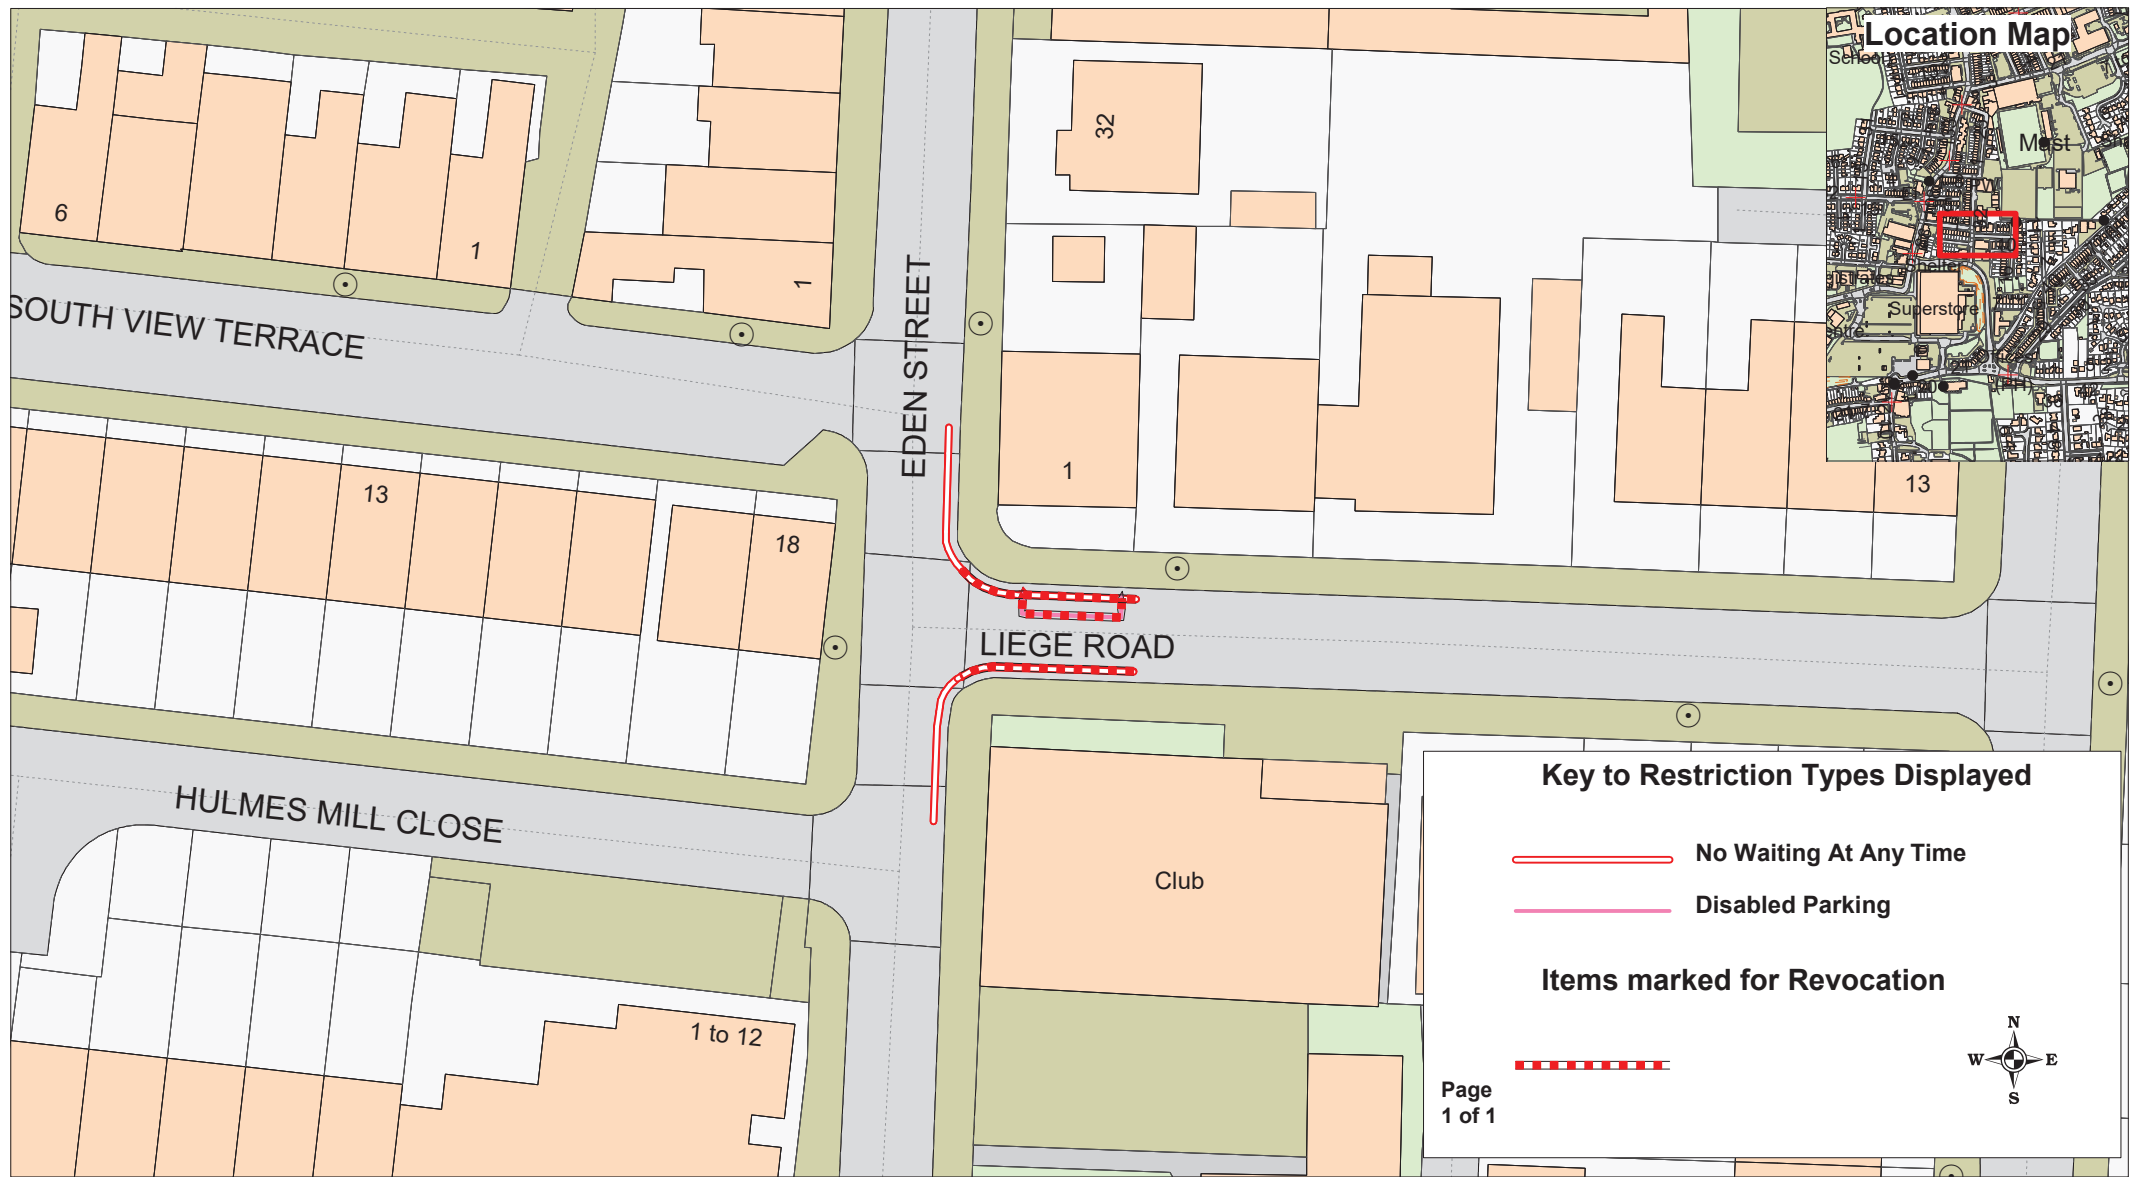 Location Map
School
Mast
Shelter
Superstore
32
6
1
1
SOUTH VIEW TERRACE
EDEN STREET
1
13
13
18
LIEGE ROAD
HULMES MILL CLOSE
Club
1 to 12
Key to Restriction Types Displayed
No Waiting At Any Time
Disabled Parking
Items marked for Revocation
N
W E
S
Page
1 of 1